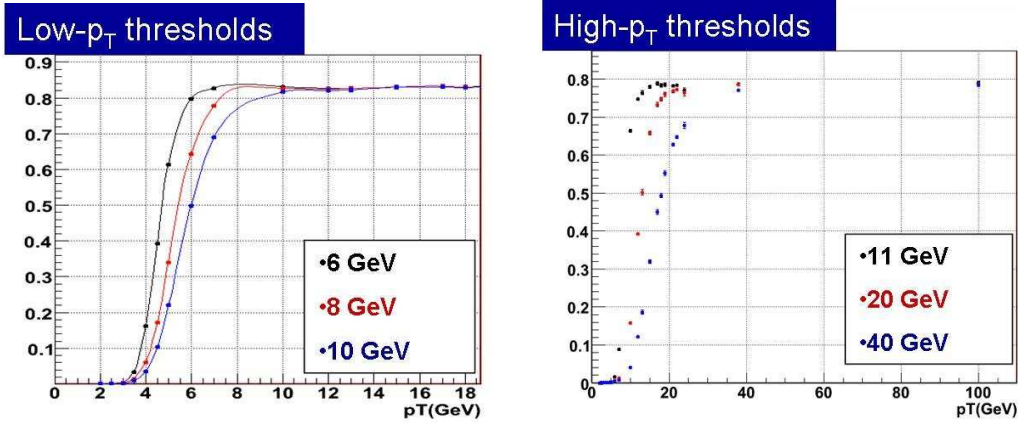 Low-pT thresholds
0.9
0.8
0.7
0.6
0.5
0.4
0.3
0.2
0.1
0 2 4 6 8 10 12 14 16 18
pT(GeV)
6 GeV
8 GeV
10 GeV
High-pT thresholds
0.8
0.7
0.6
0.5
0.4
0.3
0.2
0.1
0
0 20 40 60 80 100
pT(GeV)
11 GeV
20 GeV
40 GeV